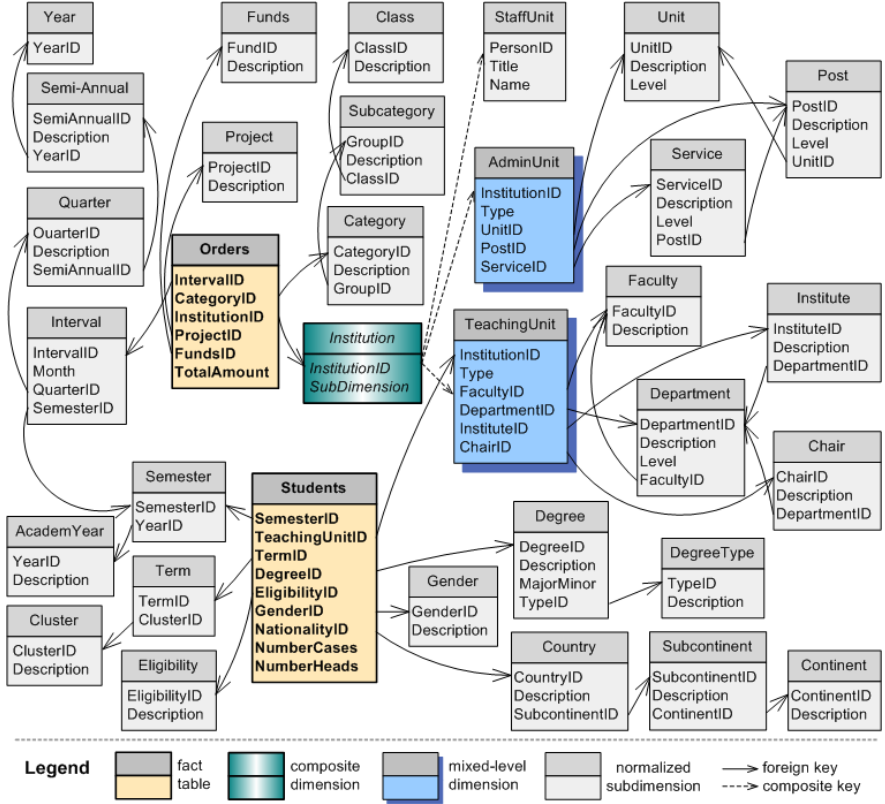 Year
YearID
Semi-Annual
SemiAnnualID
Description
YearID
Quarter
OuarterID
Description
SemiAnnualID
Interval
IntervalID
Month
QuarterID
SemesterID
Funds
FundID
Description
Project
ProjectID
Description
Orders
IntervalID
CategoryID
InstitutionID
ProjectID
FundsID
TotalAmount
Class
ClassID
Description
Subcategory
GroupID
Description
ClassID
Category
CategoryID
Description
GroupID
Institution
InstitutionID
SubDimension
StaffUnit
PersonID
Title
Name
AdminUnit
InstitutionID
Type
UnitID
PostID
ServiceID
TeachingUnit
InstitutionID
Type
FacultyID
DepartmentID
InstituteID
ChairID
Unit
UnitID
Description
Level
Post
PostID
Description
Level
UnitID
Service
ServiceID
Description
Level
PostID
Faculty
FacultyID
Description
Institute
InstituteID
Description
DepartmentID
Department
DepartmentID
Description
Level
FacultyID
Chair
ChairID
Description
DepartmentID
Semester
SemesterID
YearID
AcademYear
YearID
Description
Term
TermID
ClusterID
Cluster
ClusterID
Description
Eligibility
EligibilityID
Description
Students
SemesterID
TeachingUnitID
TermID
DegreeID
EligibilityID
GenderID
NationalityID
NumberCases
NumberHeads
Gender
GenderID
Description
Degree
DegreeID
Description
MajorMinor
TypeID
DegreeType
TypeID
Description
Country
CountryID
Description
SubcontinentID
Subcontinent
SubcontinentID
Description
ContinentID
Continent
ContinentID
Description
Legend
fact
table
composite
dimension
mixed-level
dimension
normalized
subdimension
foreign key
composite key